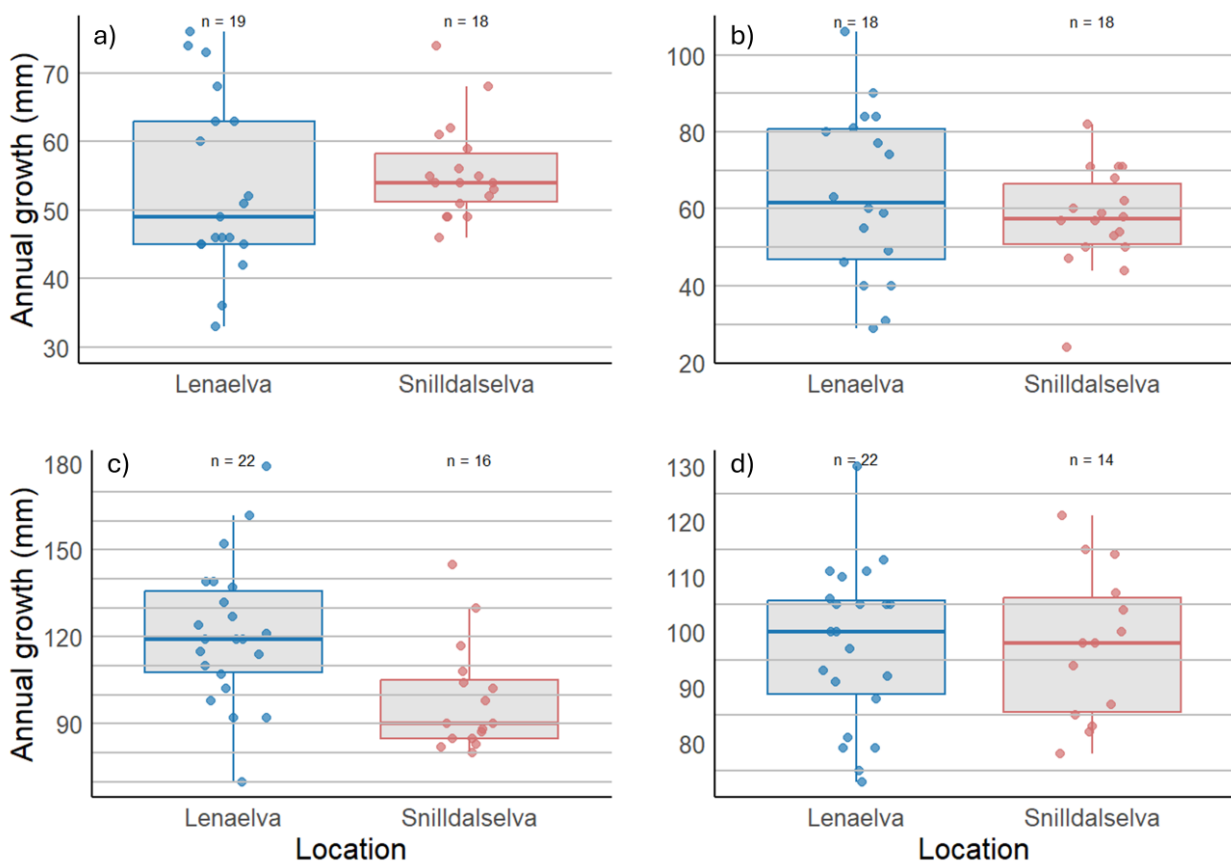 a)
n = 19
n = 18
Annual growth (mm)
70
60
50
40
30
Lenaelva
Snilldalselva
b)
n = 18
n = 18
100
80
60
40
20
Lenaelva
Snilldalselva
c)
n = 22
n = 16
Annual growth (mm)
180
150
120
90
Lenaelva
Snilldalselva
Location
d)
n = 22
n = 14
130
120
110
100
90
80
Lenaelva
Snilldalselva
Location